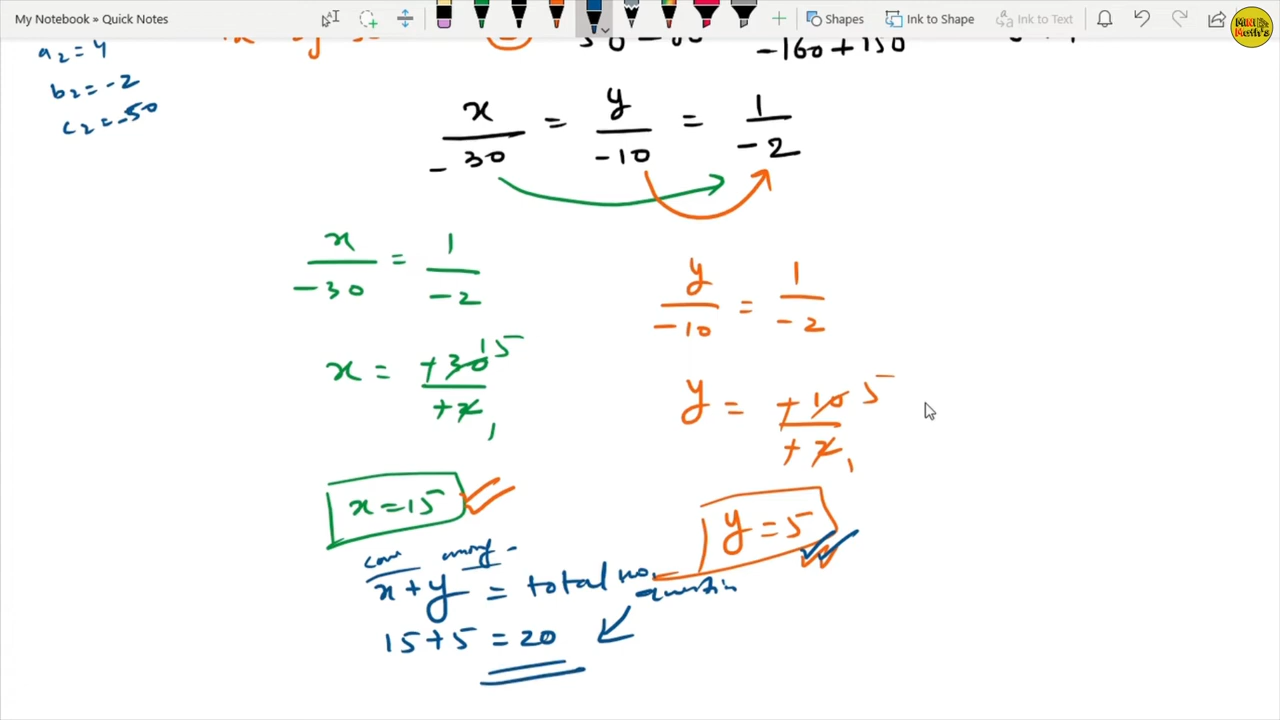 My Notebook » Quick Notes
Shapes Ink to Shape Ink to Text
a₂ = 4
b₂ = -2
c₂ = -50
-160 + 150
x/-30 = y/-10 = 1/-2
x/-30 = 1/-2
y/-10 = 1/-2
x = +30 15/+2 1
y = +10 5/+2 1
x = 15
y = 5
x + y = total no. question
15 + 5 = 20